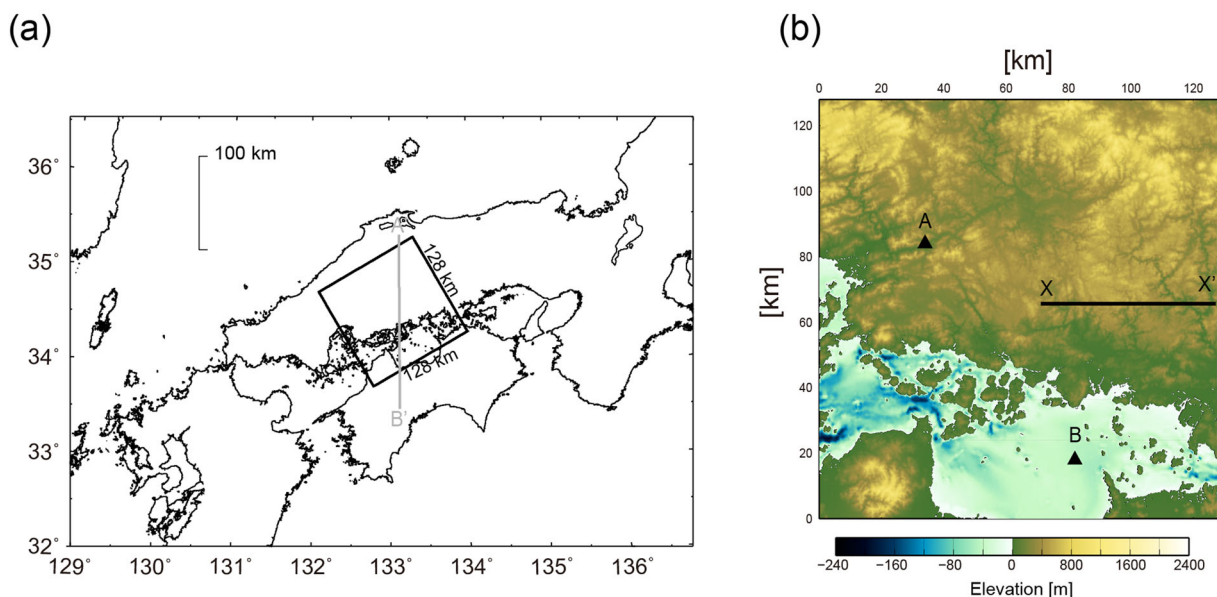 (a)
100 km
36˚
35˚
34˚
33˚
32˚
129˚ 130˚ 131˚ 132˚ 133˚ 134˚ 135˚ 136˚
A'
128 km
128 km
B'
(b)
[km]
0 20 40 60 80 100 120
120
100
80
60
40
20
0
[km]
A
X X'
B
−240 −160 −80 0 800 1600 2400
Elevation [m]